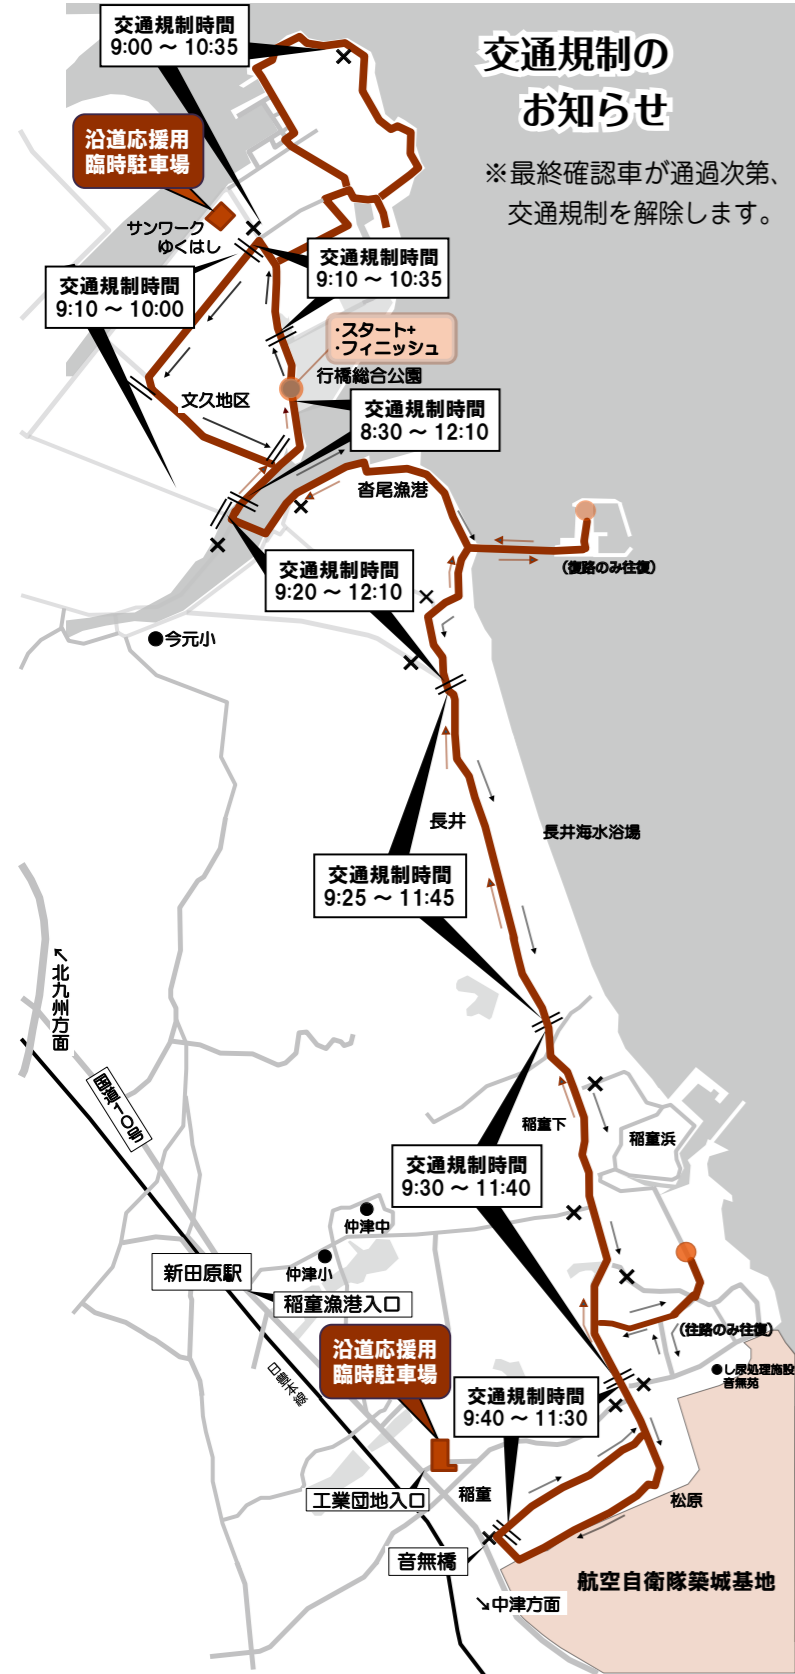 交通規制の
お知らせ
※最終確認車が通過次第、
交通規制を解除します。
交通規制時間
9:00 ～ 10:35
沿道応援用
臨時駐車場
サンワーク
ゆくはし
交通規制時間
9:10 ～ 10:35
交通規制時間
9:10 ～ 10:00
・スタート+
・フィニッシュ
行橋総合公園
文久地区
交通規制時間
8:30 ～ 12:10
沓尾漁港
(復路のみ往復)
交通規制時間
9:20 ～ 12:10
●今元小
長井
長井海水浴場
交通規制時間
9:25 ～ 11:45
↖北九州方面
国道10号
稲童下
稲童浜
交通規制時間
9:30 ～ 11:40
仲津中
新田原駅
仲津小
稲童漁港入口
(往路のみ往復)
沿道応援用
臨時駐車場
日豊本線
●し尿処理施設
音無苑
交通規制時間
9:40 ～ 11:30
工業団地入口
稲童
松原
音無橋
航空自衛隊築城基地
↘中津方面